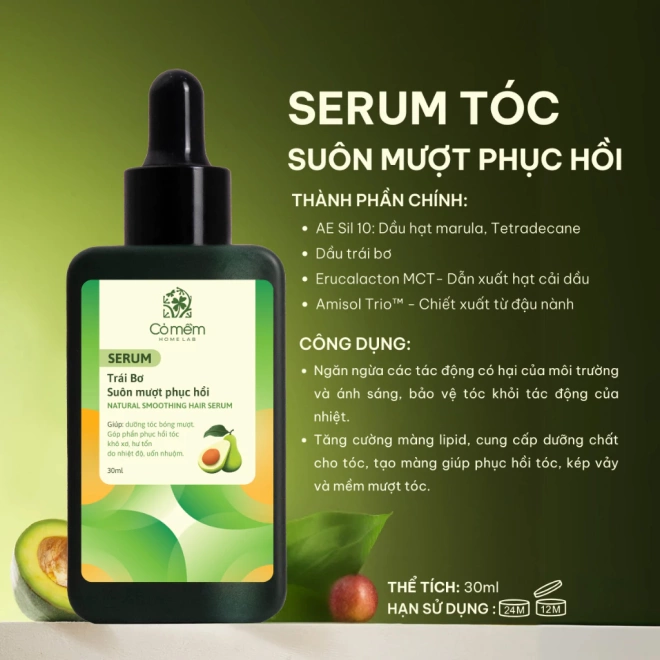 SERUM TÓC
SUÔN MƯỢT PHỤC HỒI
THÀNH PHẦN CHÍNH:
• AE Sil 10: Dầu hạt marula, Tetradecane
• Dầu trái bơ
• Erucalacton MCT- Dẫn xuất hạt cải dầu
• Amisol Trio™ - Chiết xuất từ đậu nành
CÔNG DỤNG:
• Ngăn ngừa các tác động có hại của môi trường
và ánh sáng, bảo vệ tóc khỏi tác động của
nhiệt.
• Tăng cường màng lipid, cung cấp dưỡng chất
cho tóc, tạo màng giúp phục hồi tóc, kép vảy
và mềm mượt tóc.
THỂ TÍCH: 30ml
HẠN SỬ DỤNG : 24M 12M
Cỏ mềm
HOME LAB
SERUM
Trái Bơ
Suôn mượt phục hồi
NATURAL SMOOTHING HAIR SERUM
Giúp: dưỡng tóc bóng mượt.
Góp phần phục hồi tóc
khô xơ, hư tổn
do nhiệt độ, uốn nhuộm.
30ml